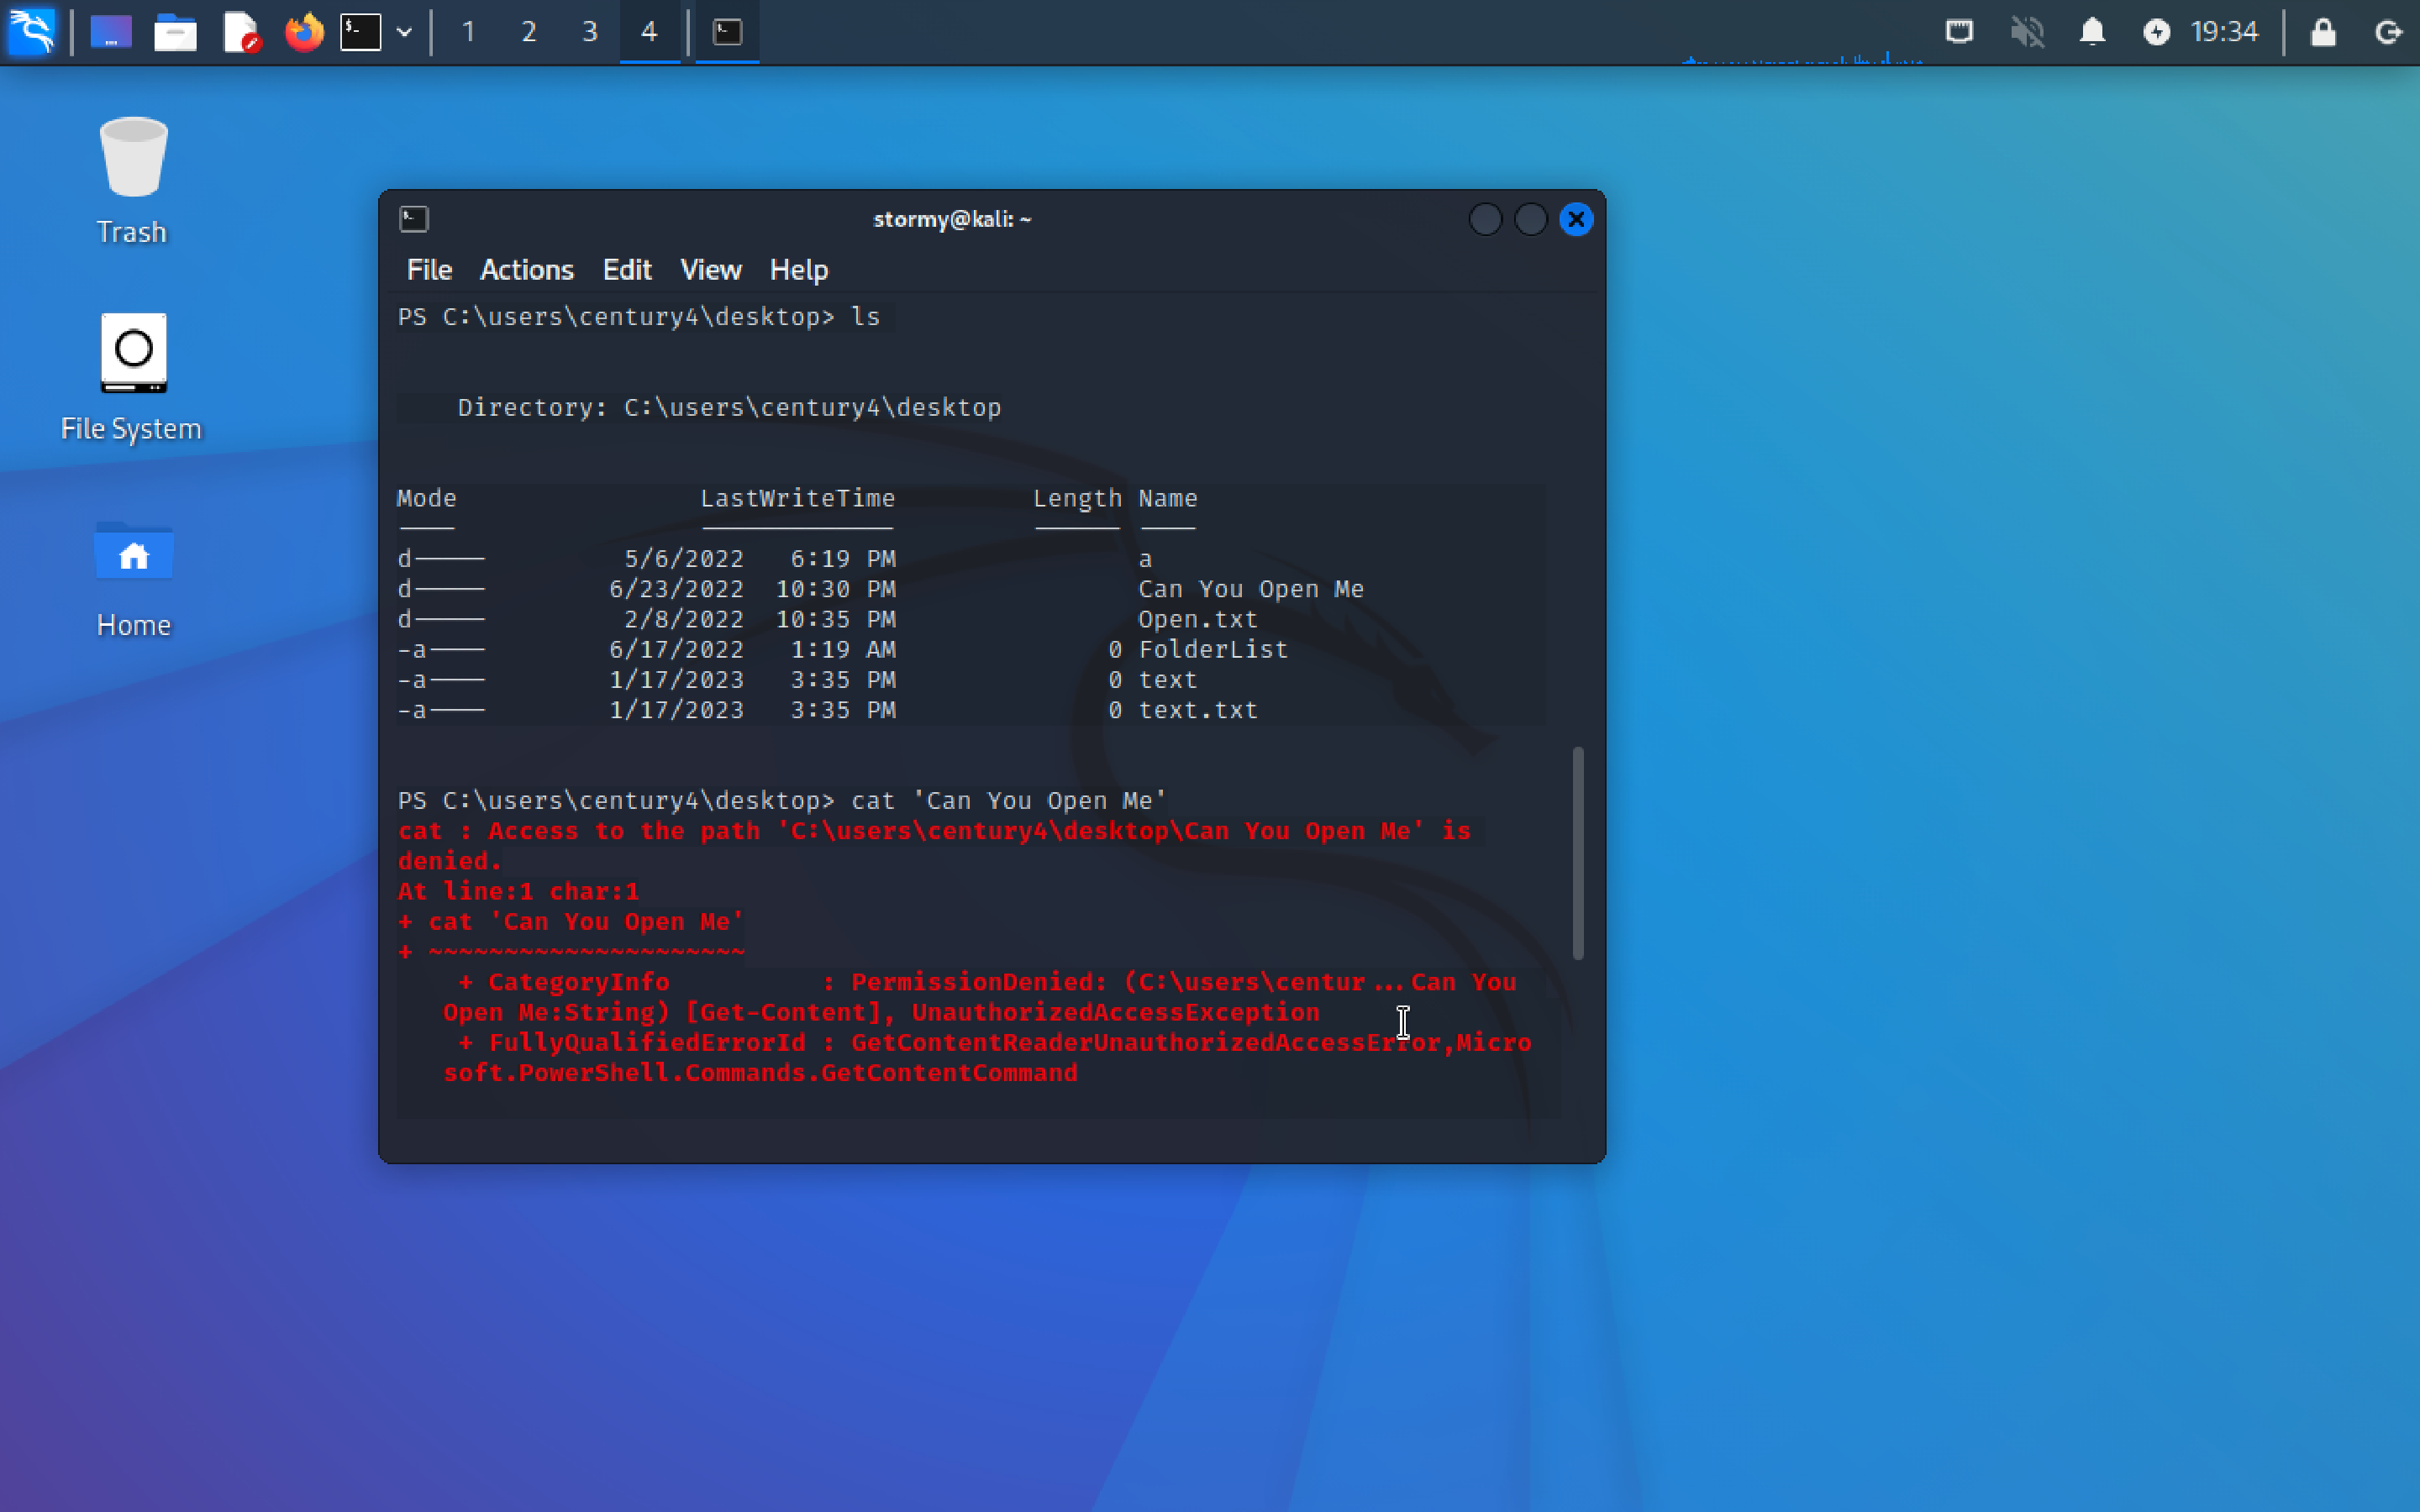 1 2 3 4 19:34
Trash
File System
Home
stormy@kali: ~
File Actions Edit View Help
PS C:\users\century4\desktop> ls
Directory: C:\users\century4\desktop
Mode LastWriteTime Length Name
---- ------------- ------ ----
d----- 5/6/2022 6:19 PM a
d----- 6/23/2022 10:30 PM Can You Open Me
d----- 2/8/2022 10:35 PM Open.txt
-a---- 6/17/2022 1:19 AM 0 FolderList
-a---- 1/17/2023 3:35 PM 0 text
-a---- 1/17/2023 3:35 PM 0 text.txt
PS C:\users\century4\desktop> cat 'Can You Open Me'
cat : Access to the path 'C:\users\century4\desktop\Can You Open Me' is
denied.
At line:1 char:1
+ cat 'Can You Open Me'
+ ~~~~~~~~~~~~~~~~~~~~~
+ CategoryInfo : PermissionDenied: (C:\users\centur...Can You
Open Me:String) [Get-Content], UnauthorizedAccessException
+ FullyQualifiedErrorId : GetContentReaderUnauthorizedAccessError,Micro
soft.PowerShell.Commands.GetContentCommand